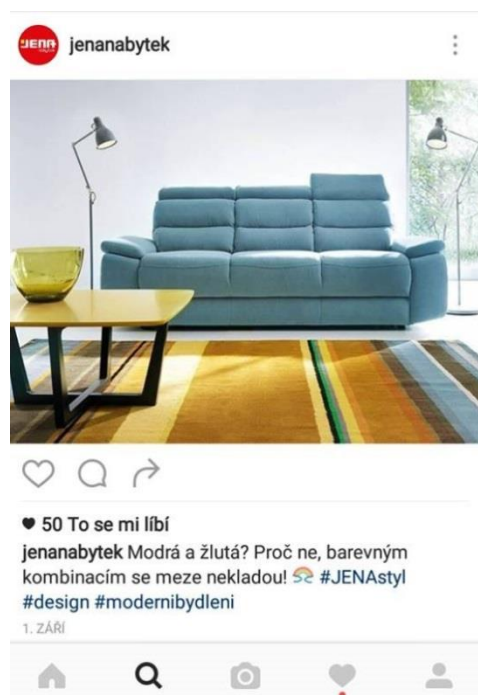 JENA
jenanabytek
50 To se mi líbí
jenanabytek Modrá a žlutá? Proč ne, barevným
kombinacím se meze nekladou! 🌈 #JENAstyl
#design #modernibydleni
1. ZÁŘÍ